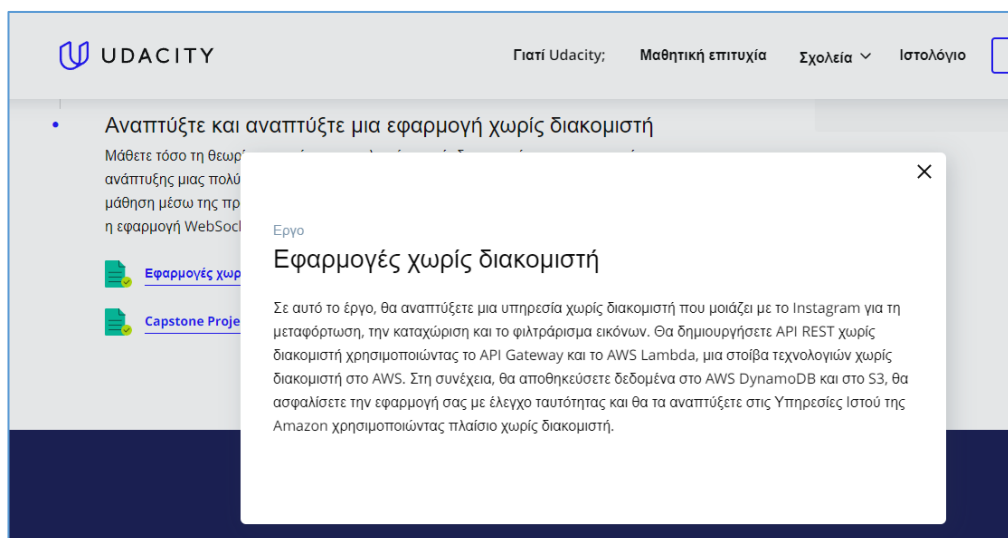 UDACITY
Γιατί Udacity;
Μαθητική επιτυχία
Σχολεία
Ιστολόγιο
Αναπτύξτε και αναπτύξτε μια εφαρμογή χωρίς διακομιστή
Μάθετε τόσο τη
ανάπτυξης μιας πολύ
μάθηση μέσω της
η εφαρμογή
Εφαρμογές
Capstone
Εργο
Εφαρμογές χωρίς διακομιστή
Σε αυτό το έργο, θα αναπτύξετε μια υπηρεσία χωρίς διακομιστή που μοιάζει με το Instagram για τη
μεταφόρτωση, την καταχώριση και το φιλτράρισμα εικόνων. Θα δημιουργήσετε API REST χωρίς
διακομιστή χρησιμοποιώντας το API Gateway και το AWS Lambda, μια στοίβα τεχνολογιών χωρίς
διακομιστή στο AWS. Στη συνέχεια, θα αποθηκεύσετε δεδομένα στο AWS DynamoDB και στο S3, θα
ασφαλίσετε την εφαρμογή σας με έλεγχο ταυτότητας και θα τα αναπτύξετε στις Υπηρεσίες Ιστού της
Amazon χρησιμοποιώντας πλαίσιο χωρίς διακομιστή.